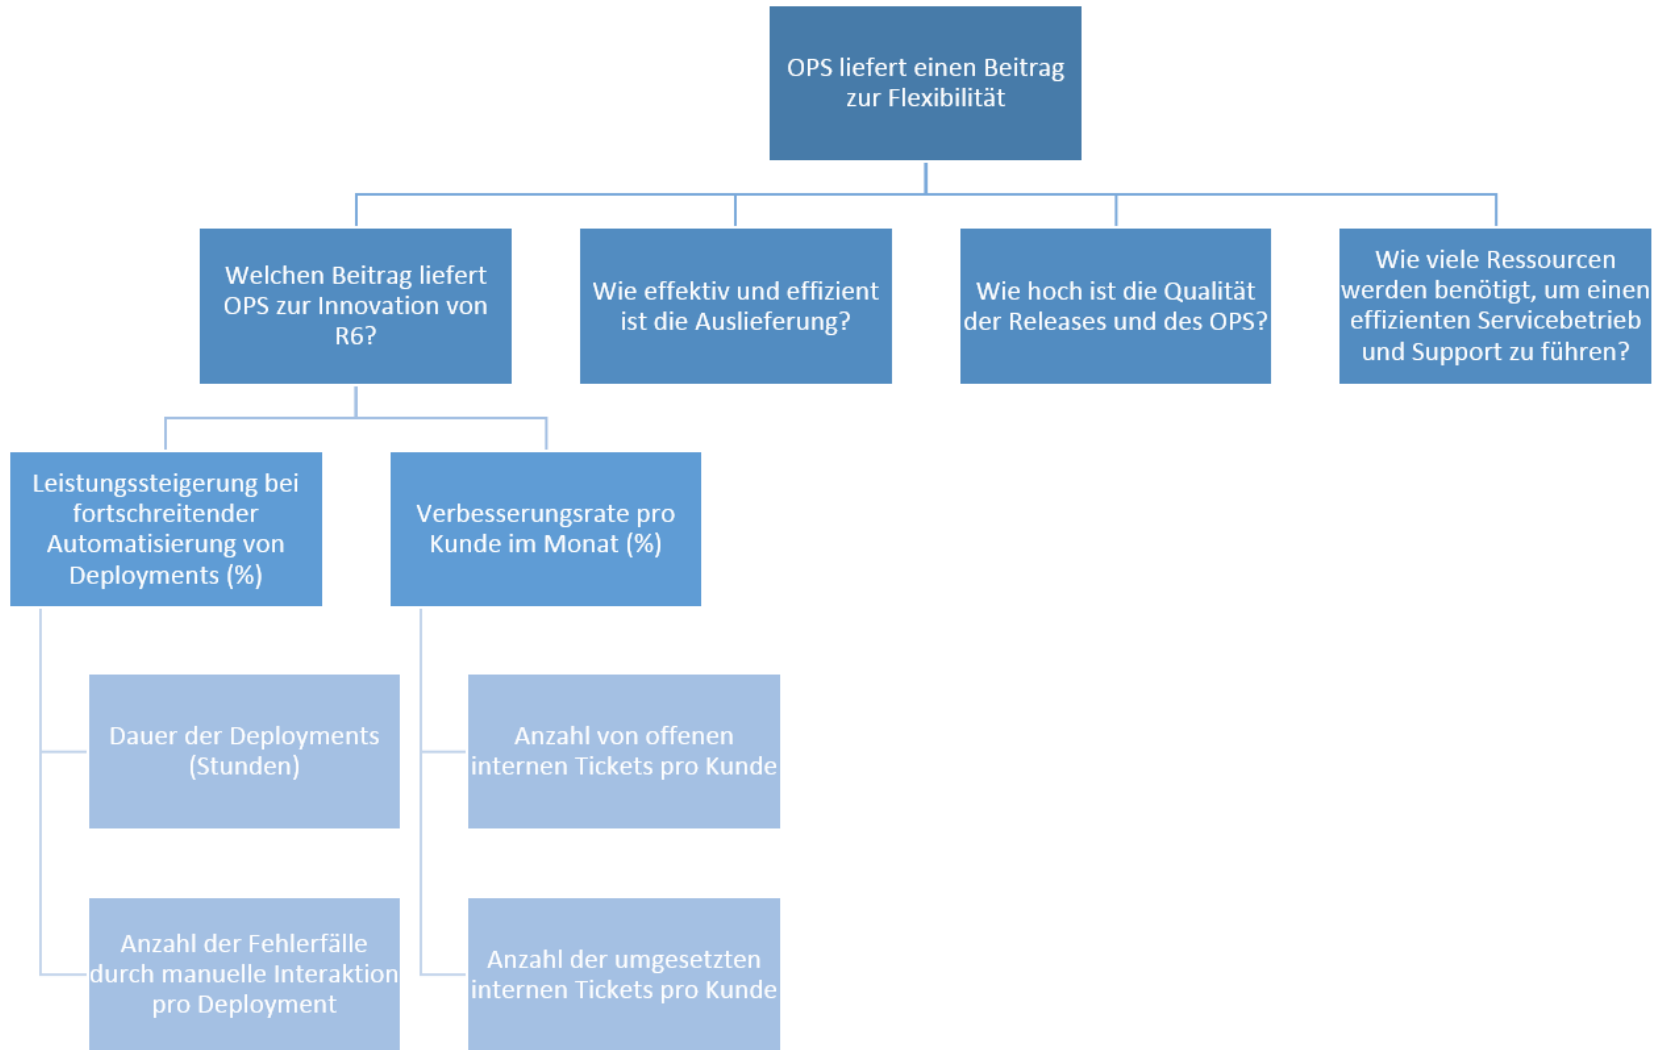 OPS liefert einen Beitrag
zur Flexibilität
Welchen Beitrag liefert
OPS zur Innovation von
R6?
Wie effektiv und effizient
ist die Auslieferung?
Wie hoch ist die Qualität
der Releases und des OPS?
Wie viele Ressourcen
werden benötigt, um einen
effizienten Servicebetrieb
und Support zu führen?
Leistungssteigerung bei
fortschreitender
Automatisierung von
Deployments (%)
Verbesserungsrate pro
Kunde im Monat (%)
Dauer der Deployments
(Stunden)
Anzahl von offenen
internen Tickets pro Kunde
Anzahl der Fehlerfälle
durch manuelle Interaktion
pro Deployment
Anzahl der umgesetzten
internen Tickets pro Kunde